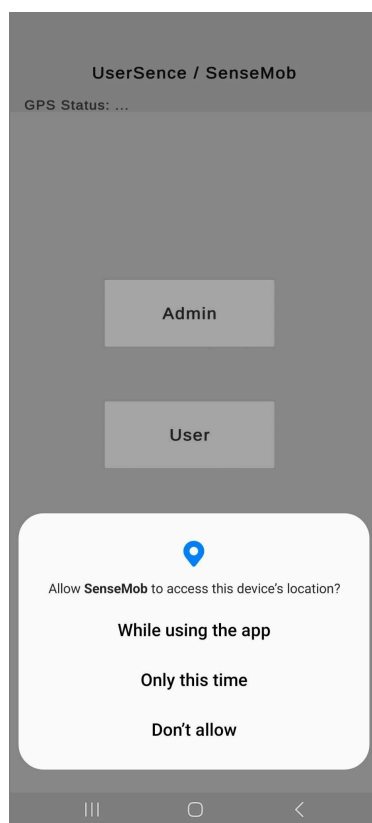 UserSence / SenseMob
GPS Status: ...
Admin
User
Allow SenseMob to access this device's location?
While using the app
Only this time
Don't allow